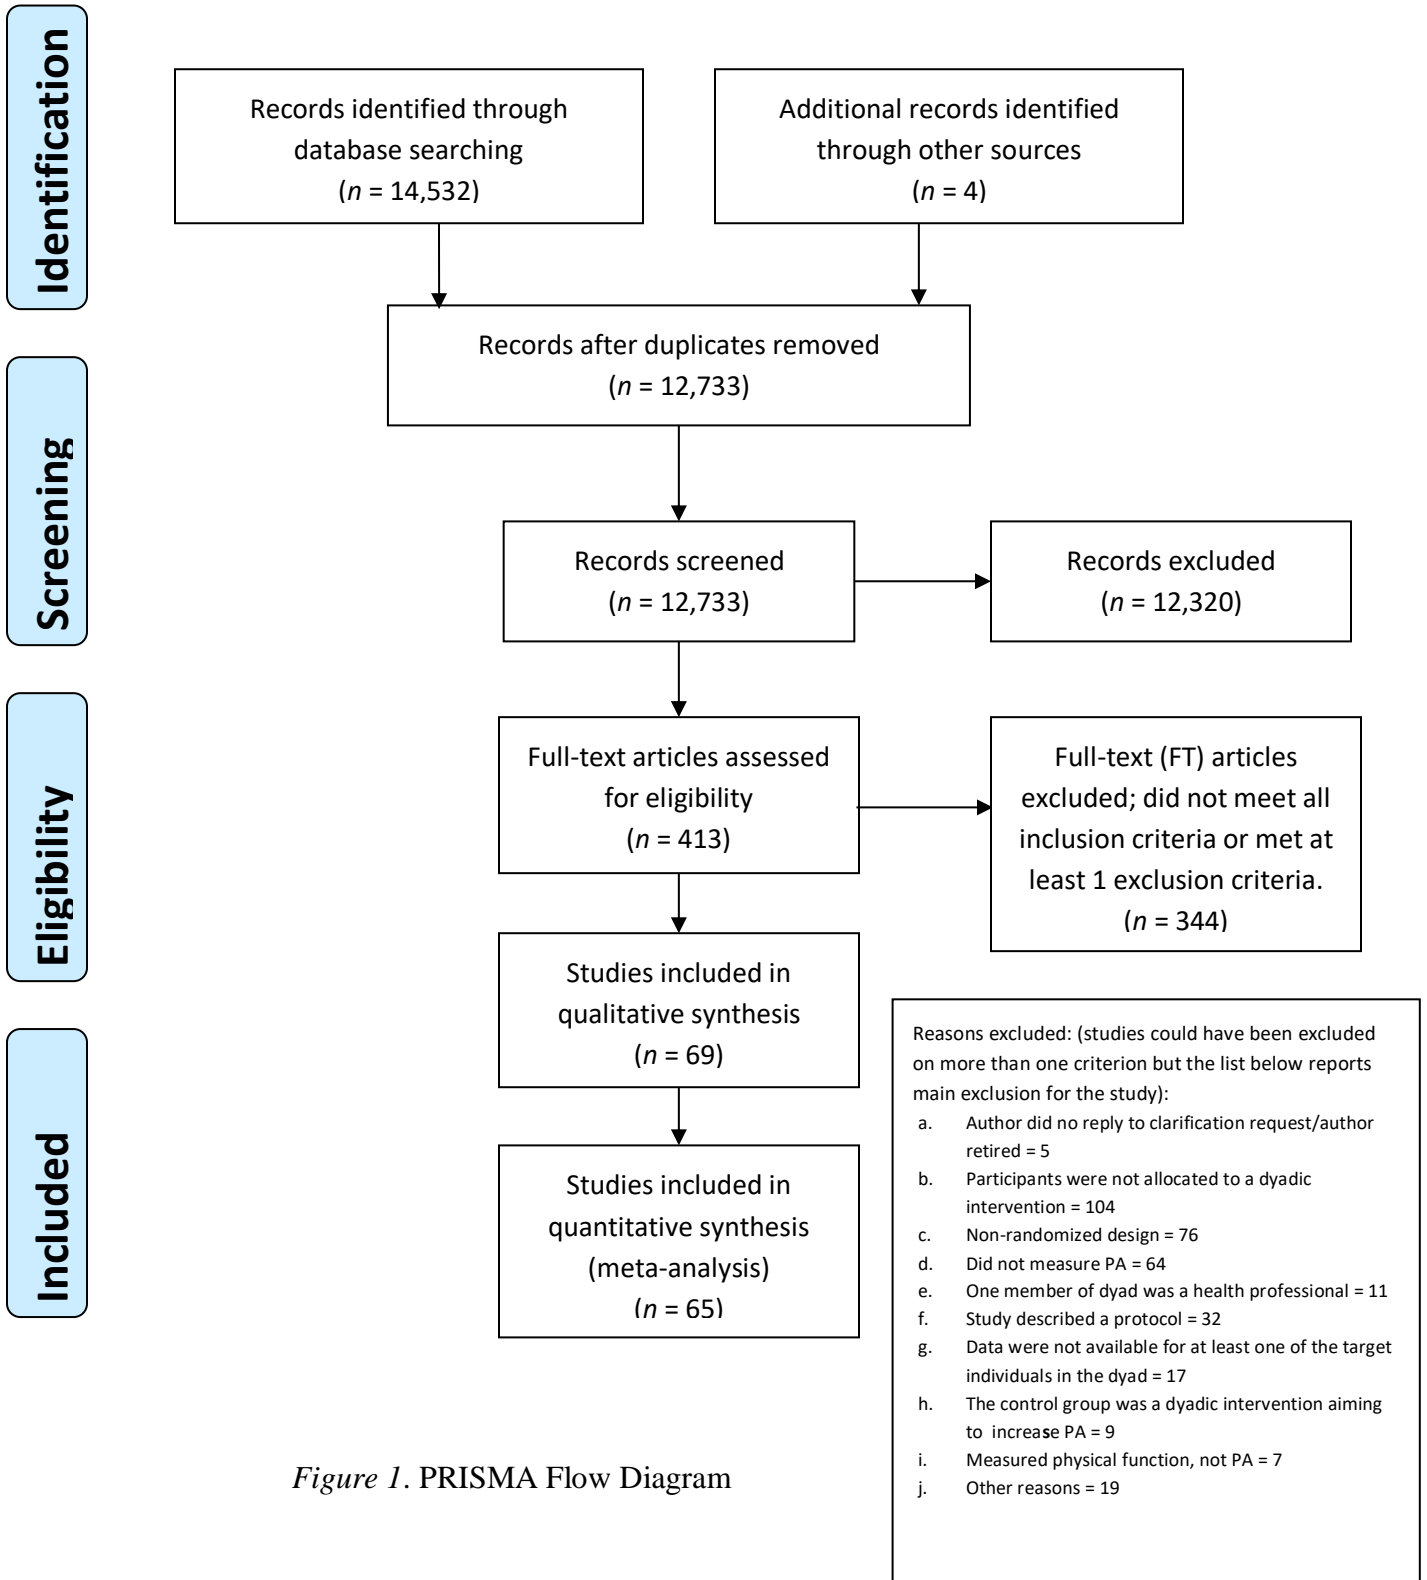 Identification
Records identified through
database searching
(n = 14,532)
Additional records identified
through other sources
(n = 4)
Records after duplicates removed
(n = 12,733)
Screening
Records screened
(n = 12,733)
Records excluded
(n = 12,320)
Eligibility
Full-text articles assessed
for eligibility
(n = 413)
Full-text (FT) articles
excluded; did not meet all
inclusion criteria or met at
least 1 exclusion criteria.
(n = 344)
Studies included in
qualitative synthesis
(n = 69)
Included
Studies included in
quantitative synthesis
(meta-analysis)
(n = 65)
Reasons excluded: (studies could have been excluded
on more than one criterion but the list below reports
main exclusion for the study):
a. Author did no reply to clarification request/author
retired = 5
b. Participants were not allocated to a dyadic
intervention = 104
c. Non-randomized design = 76
d. Did not measure PA = 64
e. One member of dyad was a health professional = 11
f. Study described a protocol = 32
g. Data were not available for at least one of the target
individuals in the dyad = 17
h. The control group was a dyadic intervention aiming
to increase PA = 9
i. Measured physical function, not PA = 7
j. Other reasons = 19
Figure 1. PRISMA Flow Diagram